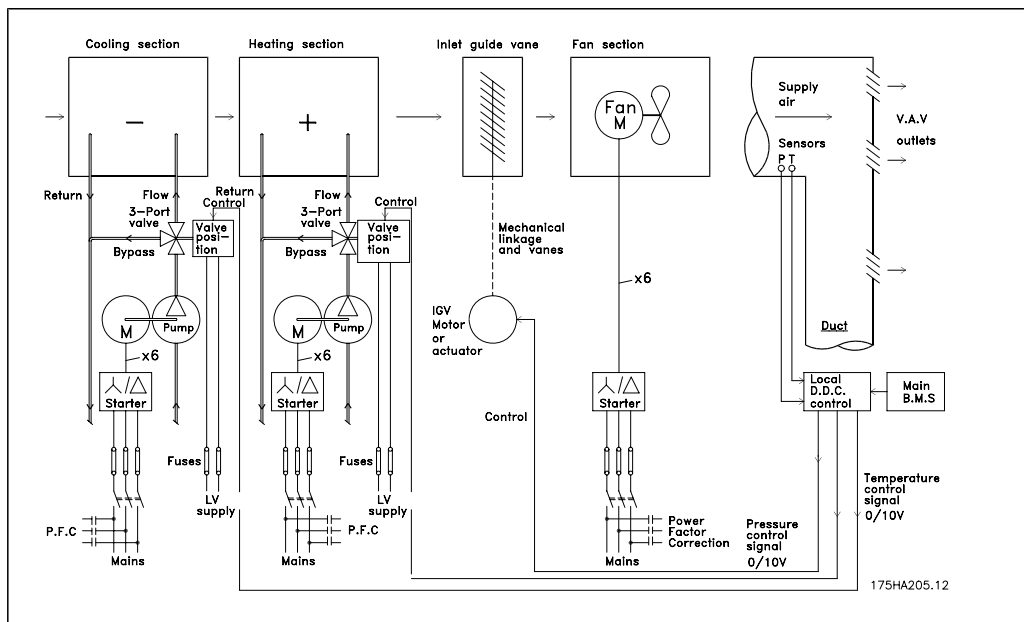 Cooling section
Heating section
Inlet guide vane
Fan section
−
+
Fan
M
Supply
air
Sensors
P T
V.A.V
outlets
Return
Flow
Control
3-Port
valve
Valve
posi-
tion
Bypass
M
Pump
x6
Starter
Fuses
LV
supply
P.F.C
Mains
Return
Flow
Control
3-Port
valve
Valve
posi-
tion
Bypass
M
Pump
x6
Starter
Fuses
LV
supply
P.F.C
Mains
Mechanical
linkage
and vanes
IGV
Motor
or
actuator
Control
x6
Starter
Power
Factor
Correction
Mains
Duct
Local
D.D.C.
control
Main
B.M.S
Pressure
control
signal
0/10V
Temperature
control
signal
0/10V
175HA205.12